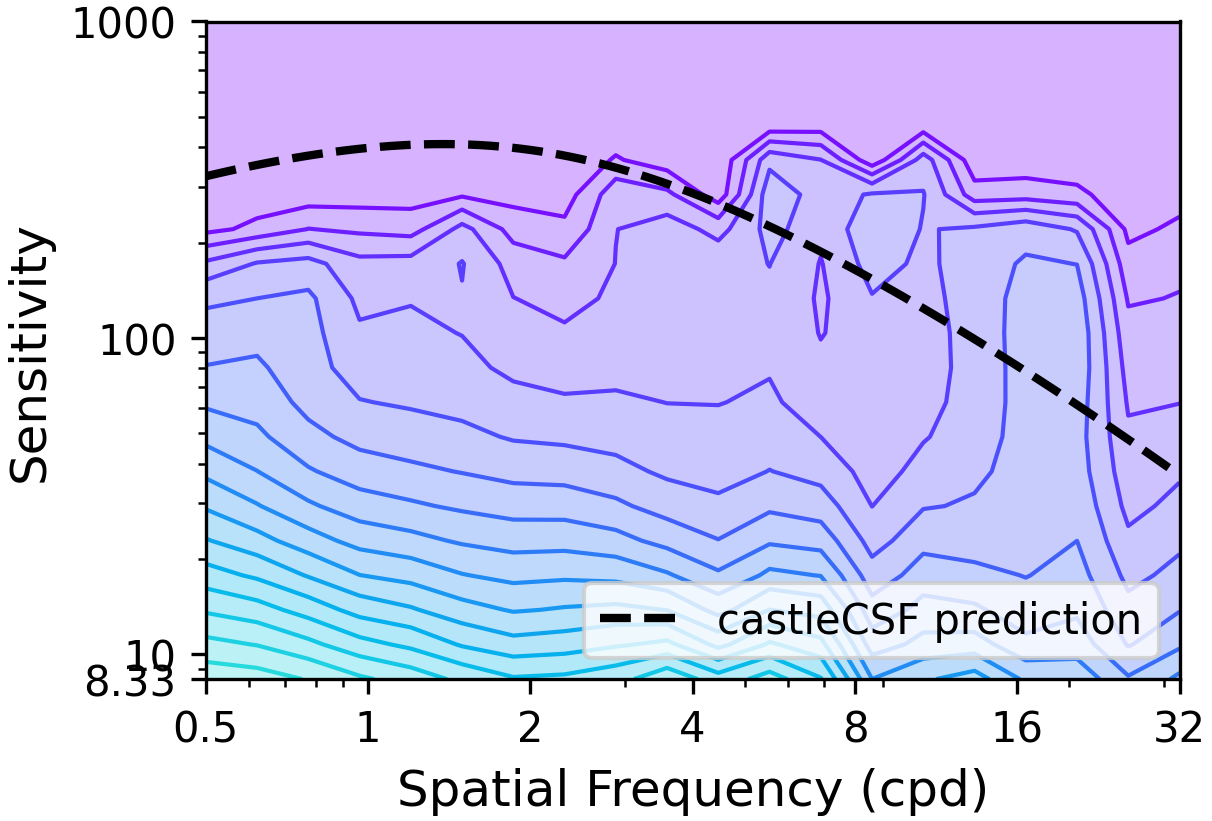 Sensitivity
1000
100
10
8.33
castleCSF prediction
0.5 1 2 4 8 16 32
Spatial Frequency (cpd)